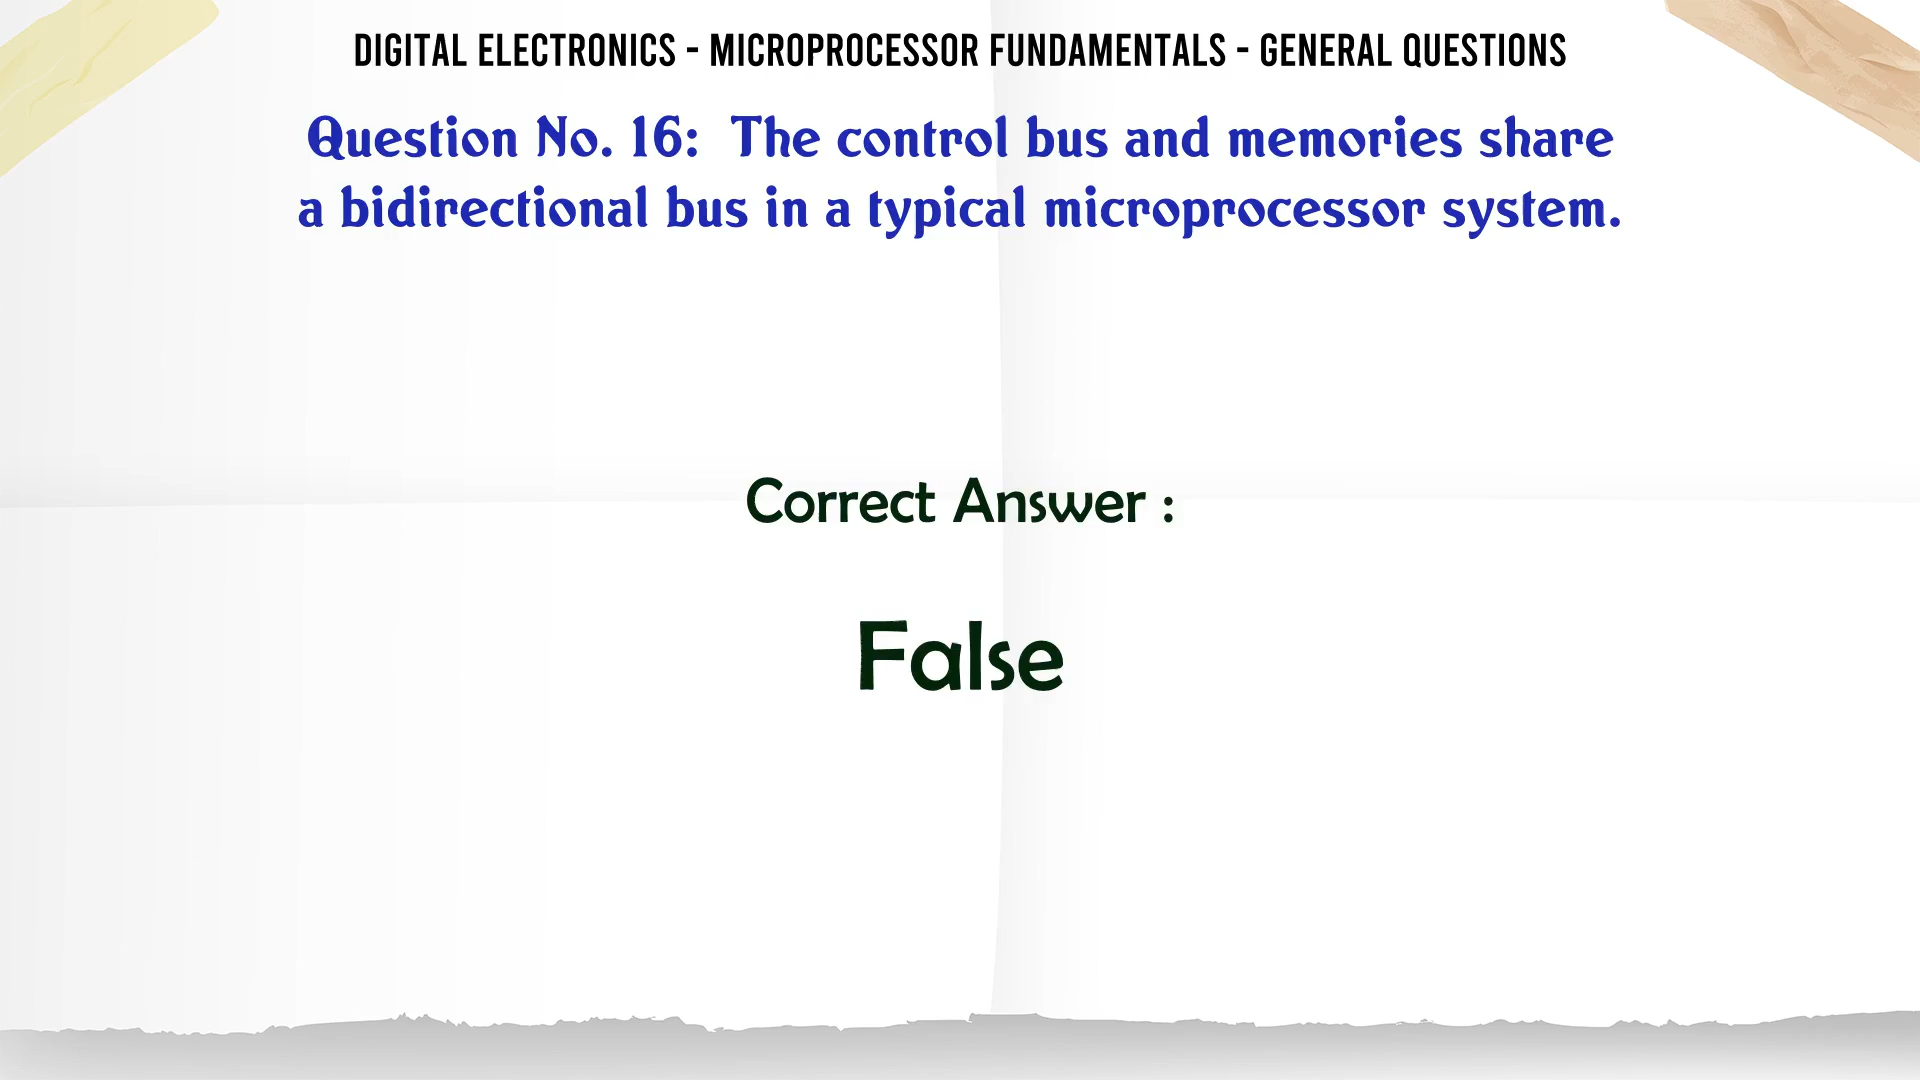 DIGITAL ELECTRONICS - MICROPROCESSOR FUNDAMENTALS - GENERAL QUESTIONS
Question No. 16: The control bus and memories share
a bidirectional bus in a typical microprocessor system.
Correct Answer :
False